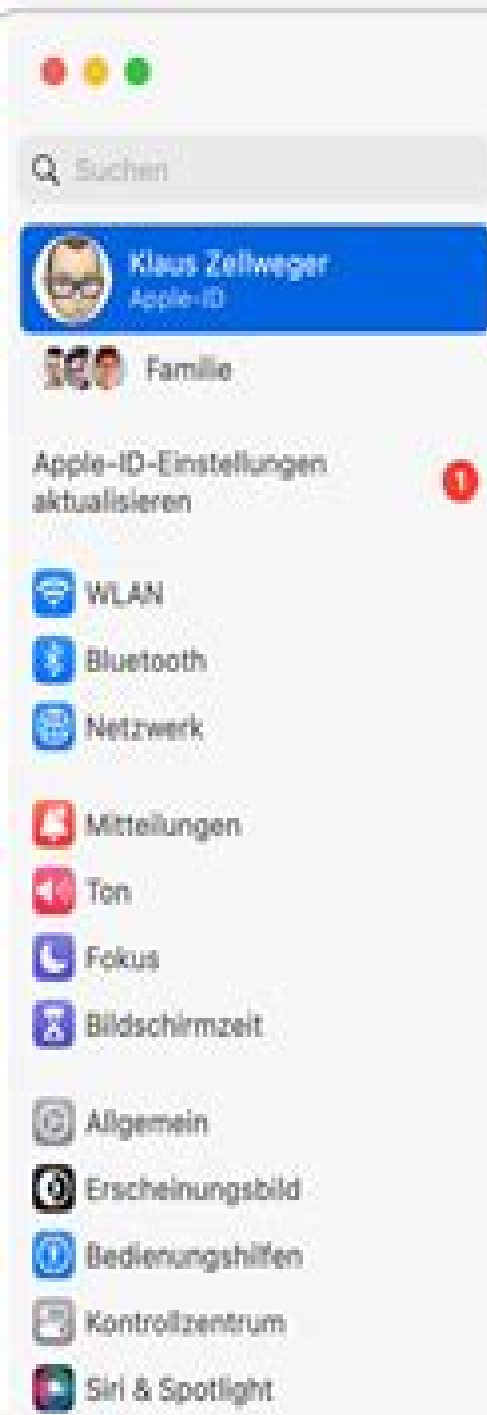 Suchen
Klaus Zellweger
Apple-ID
Familie
Apple-ID-Einstellungen
aktualisieren
1
WLAN
Bluetooth
Netzwerk
Mitteilungen
Ton
Fokus
Bildschirmzeit
Allgemein
Erscheinungsbild
Bedienungshilfen
Kontrollzentrum
Siri & Spotlight